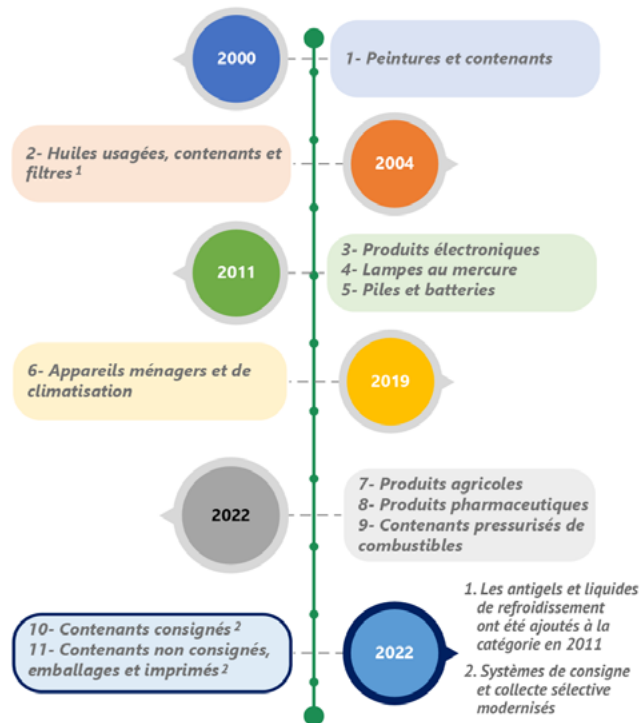 2000
1- Peintures et contenants
2- Huiles usagées, contenants et
filtres ¹
2004
2011
3- Produits électroniques
4- Lampes au mercure
5- Piles et batteries
6- Appareils ménagers et de
climatisation
2019
2022
7- Produits agricoles
8- Produits pharmaceutiques
9- Contenants pressurisés de
combustibles
10- Contenants consignés ²
11- Contenants non consignés,
emballages et imprimés ²
2022
1. Les antigels et liquides
de refroidissement
ont été ajoutés à la
catégorie en 2011
2. Systèmes de consigne
et collecte sélective
modernisés